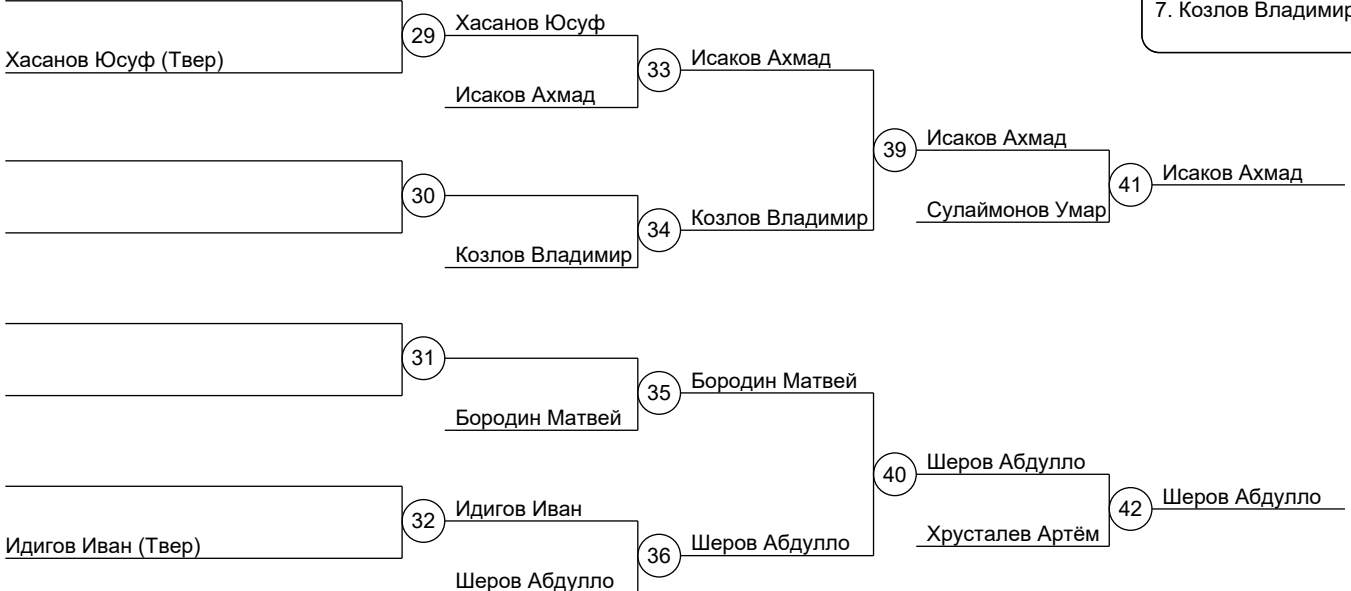 7. Козлов Владимир
29 Хасанов Юсуф
Хасанов Юсуф (Твер)
33 Исаков Ахмад
Исаков Ахмад
39 Исаков Ахмад
41 Исаков Ахмад
30
Сулаймонов Умар
34 Козлов Владимир
Козлов Владимир
31
35 Бородин Матвей
Бородин Матвей
40 Шеров Абдулло
42 Шеров Абдулло
32 Идигов Иван
Хрусталев Артём
Идигов Иван (Твер)
36 Шеров Абдулло
Шеров Абдулло